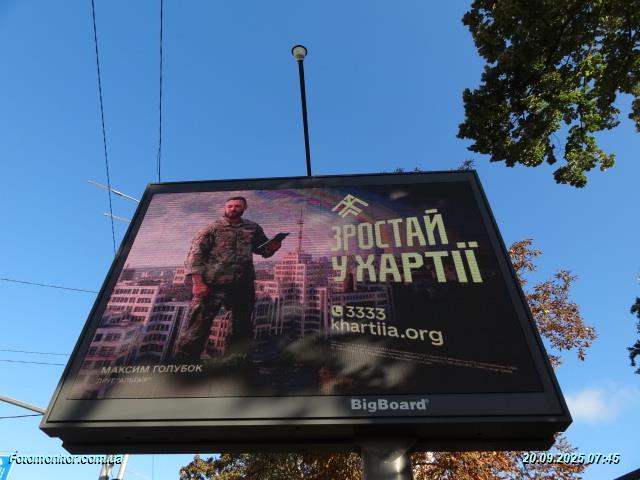 ЗРОСТАЙ
У ХАРТІЇ
3333
khartiia.org
МАКСИМ ГОЛУБОК
BigBoard
Fotomonitor.com.ua
20.09.2025 07:45